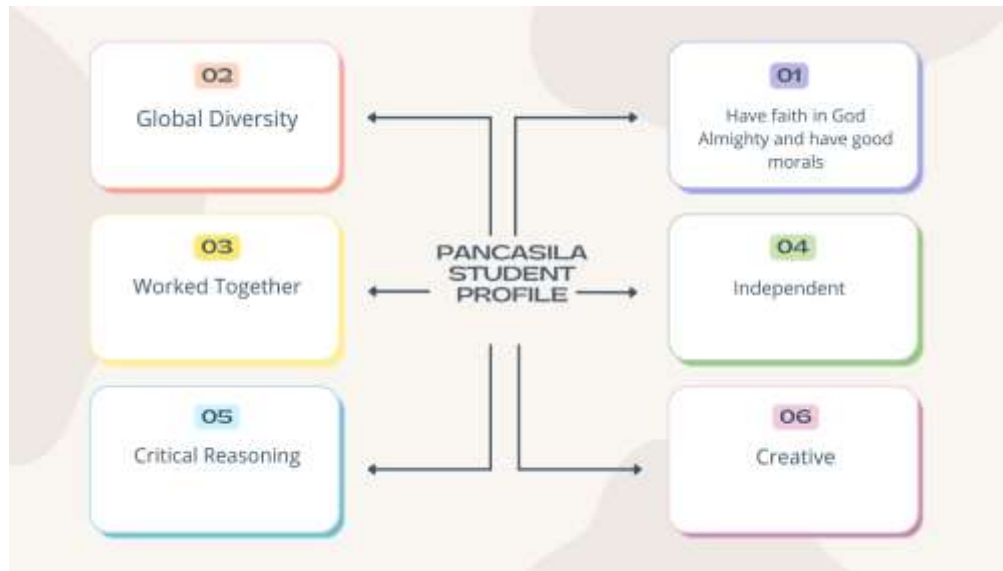 02
Global Diversity
01
Have faith in God
Almighty and have good
morals
03
Worked Together
PANCASILA
STUDENT
PROFILE
04
Independent
05
Critical Reasoning
06
Creative